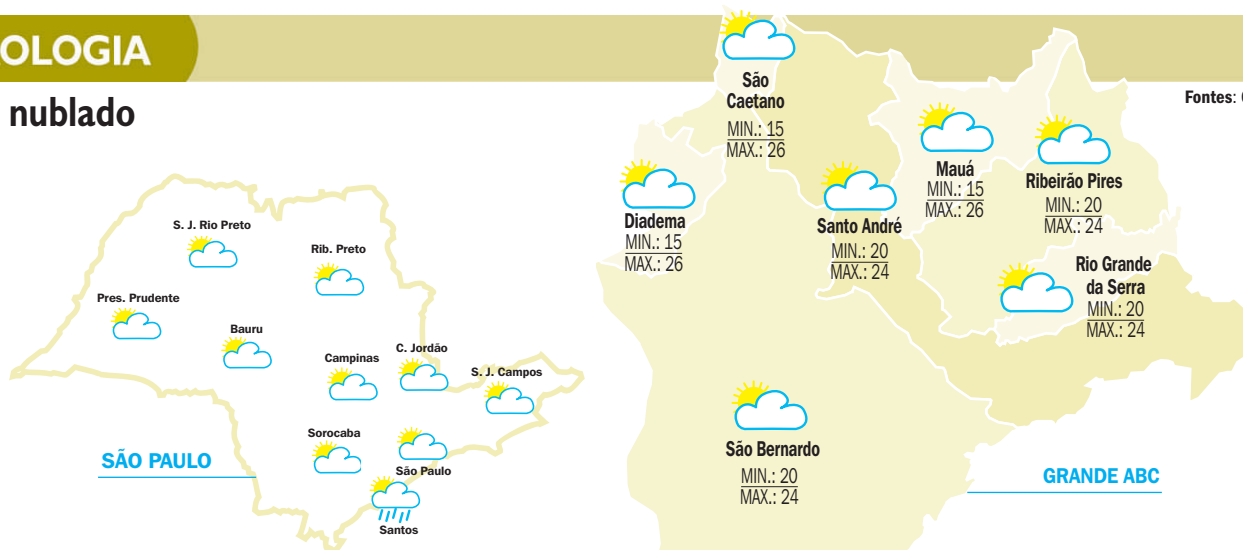 OLOGIA
nublado
Fontes:
S. J. Rio Preto
Rib. Preto
Pres. Prudente
Bauru
Campinas
C. Jordão
S. J. Campos
Sorocaba
São Paulo
Santos
SÃO PAULO
São
Caetano
MIN.: 15
MAX.: 26
Diadema
MIN.: 15
MAX.: 26
Santo André
MIN.: 20
MAX.: 24
Mauá
MIN.: 15
MAX.: 26
Ribeirão Pires
MIN.: 20
MAX.: 24
Rio Grande
da Serra
MIN.: 20
MAX.: 24
São Bernardo
MIN.: 20
MAX.: 24
GRANDE ABC